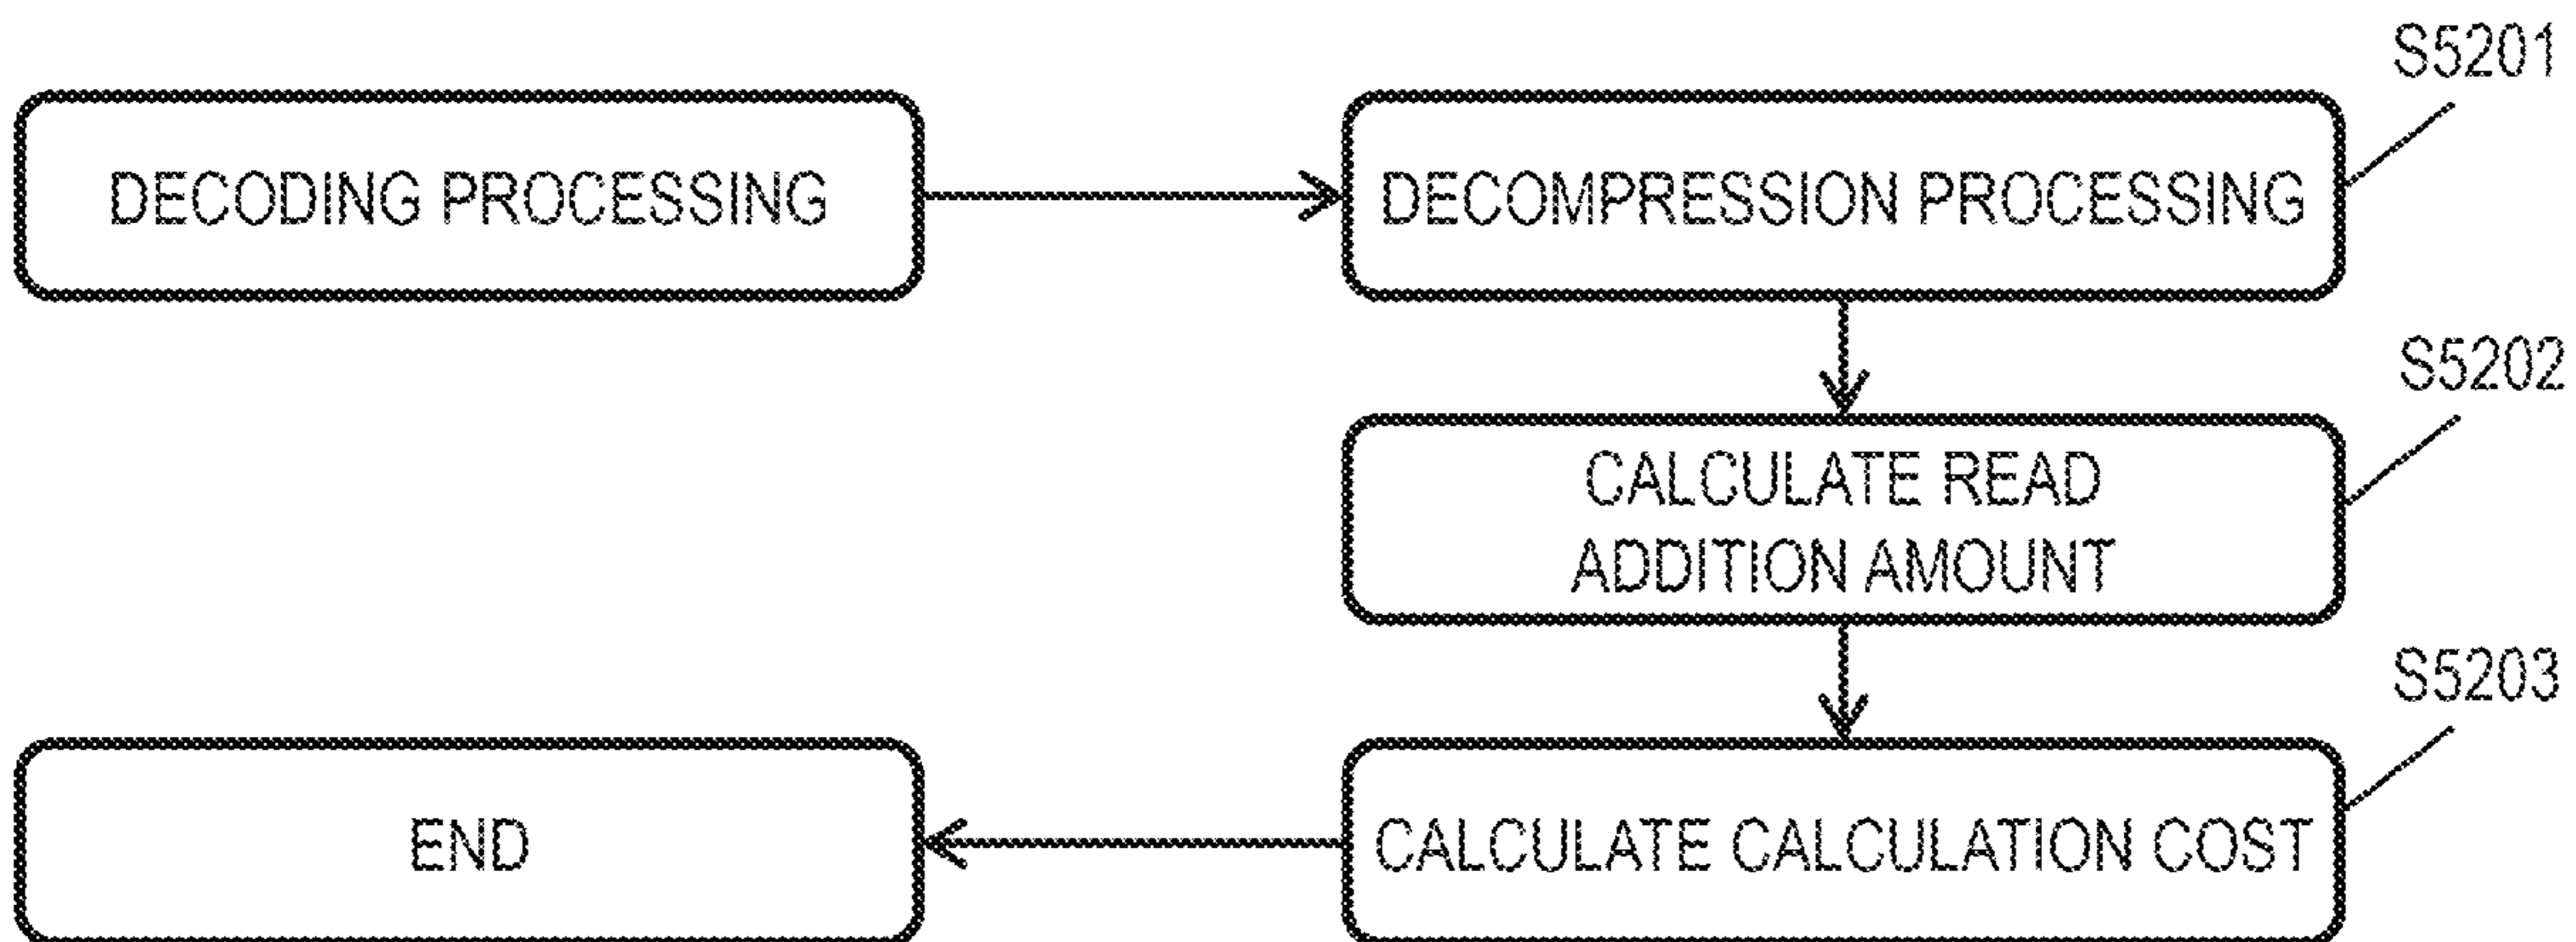 S5201
DECODING PROCESSING
DECOMPRESSION PROCESSING
S5202
CALCULATE READ
ADDITION AMOUNT
S5203
END
CALCULATE CALCULATION COST